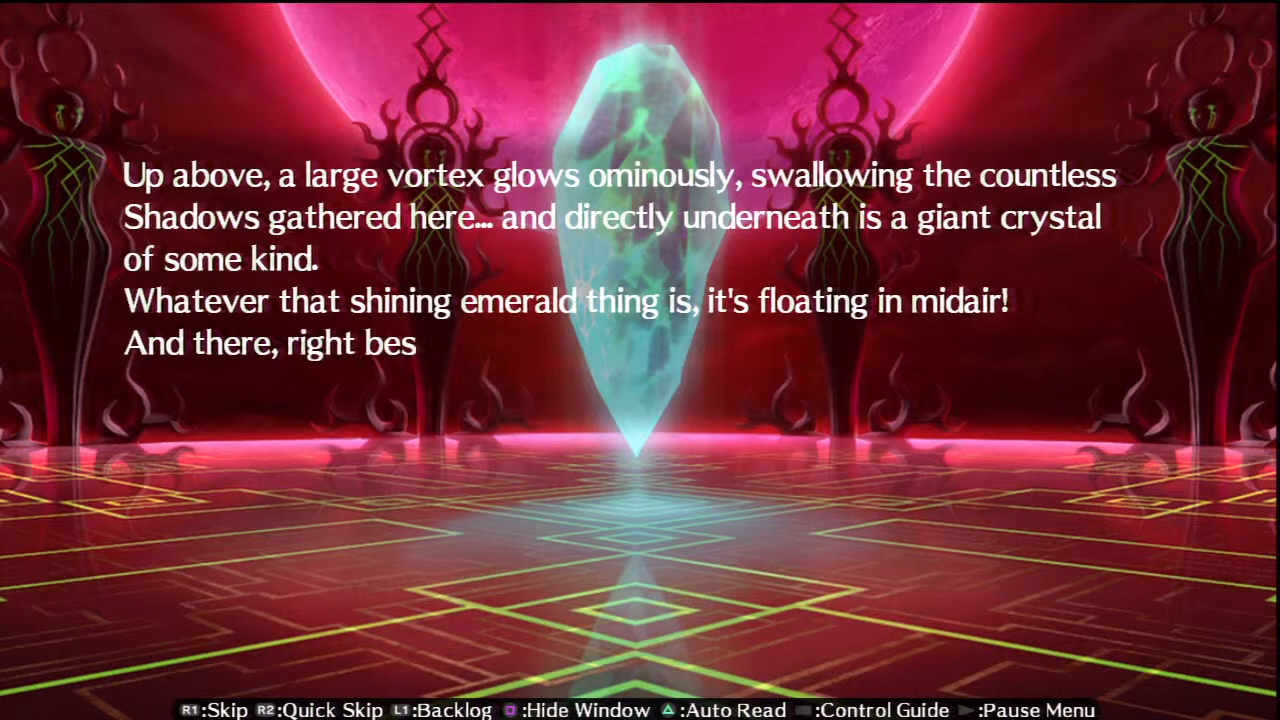 Up above, a large vortex glows ominously, swallowing the countless
Shadows gathered here... and directly underneath is a giant crystal
of some kind.
Whatever that shining emerald thing is, it's floating in midair!
And there, right bes
R1:Skip R2:Quick Skip L1:Backlog :Hide Window :Auto Read :Control Guide :Pause Menu